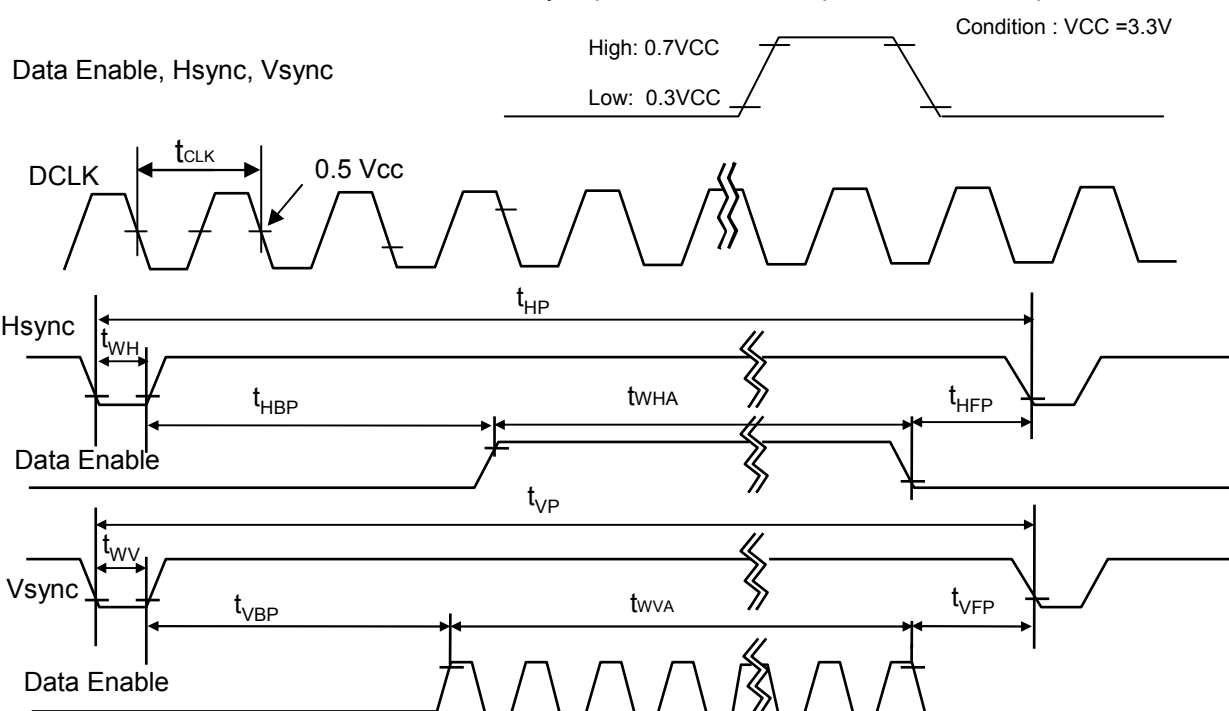 Condition : VCC =3.3V
High: 0.7VCC
Data Enable, Hsync, Vsync
Low: 0.3VCC
tCLK
0.5 Vcc
DCLK
tHP
Hsync
tWH
tHBP
tWHA
tHFP
Data Enable
tVP
tWV
Vsync
tVBP
tWVA
tVFP
Data Enable